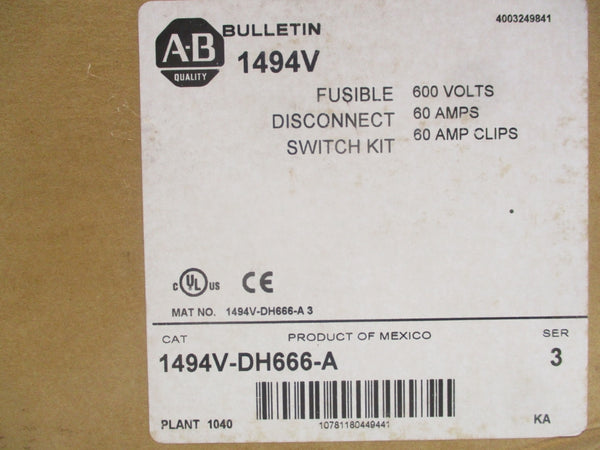 4003249841
A-B
QUALITY
BULLETIN
1494V
FUSIBLE 600 VOLTS
DISCONNECT 60 AMPS
SWITCH KIT 60 AMP CLIPS
c UL US CE
MAT NO. 1494V-DH666-A 3
CAT PRODUCT OF MEXICO SER
1494V-DH666-A 3
PLANT 1040 10781180449441 KA